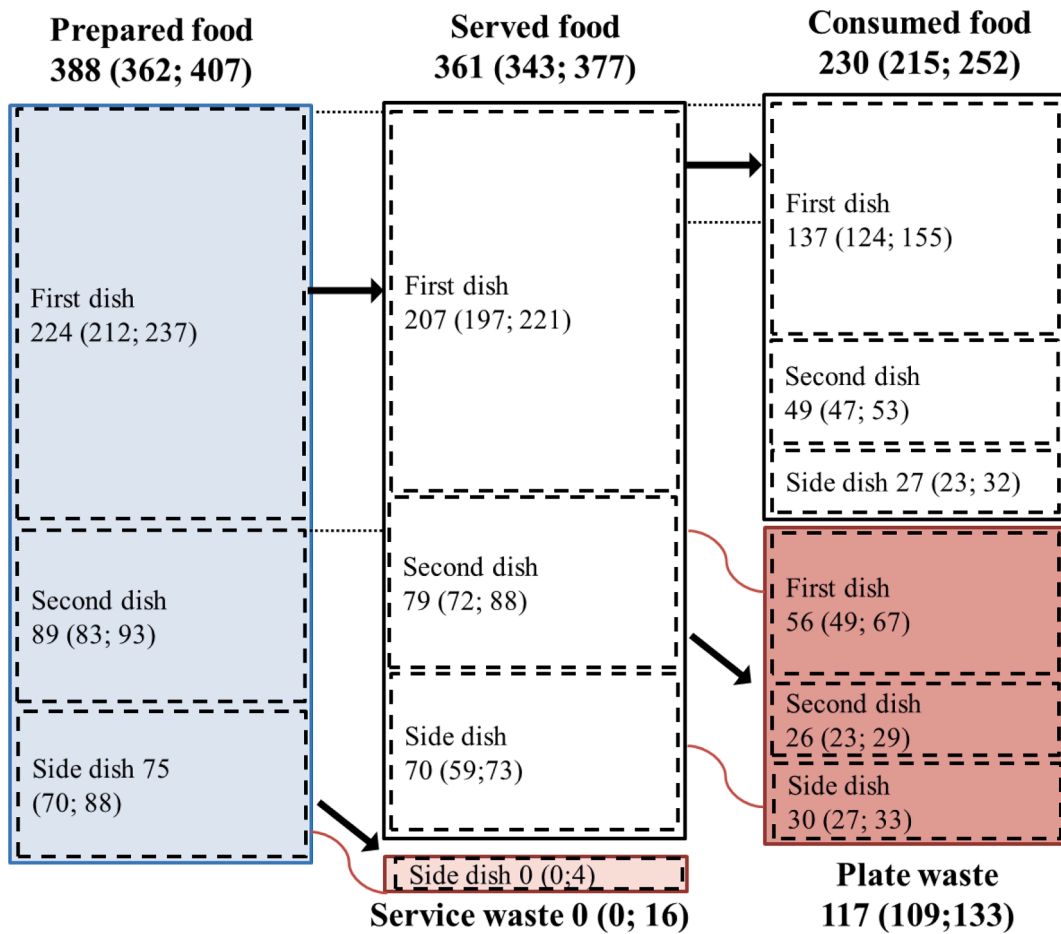 Prepared food
388 (362; 407)
First dish
224 (212; 237)
Second dish
89 (83; 93)
Side dish 75
(70; 88)
Served food
361 (343; 377)
First dish
207 (197; 221)
Second dish
79 (72; 88)
Side dish
70 (59;73)
Side dish 0 (0;4)
Service waste 0 (0; 16)
Consumed food
230 (215; 252)
First dish
137 (124; 155)
Second dish
49 (47; 53)
Side dish 27 (23; 32)
First dish
56 (49; 67)
Second dish
26 (23; 29)
Side dish
30 (27; 33)
Plate waste
117 (109;133)